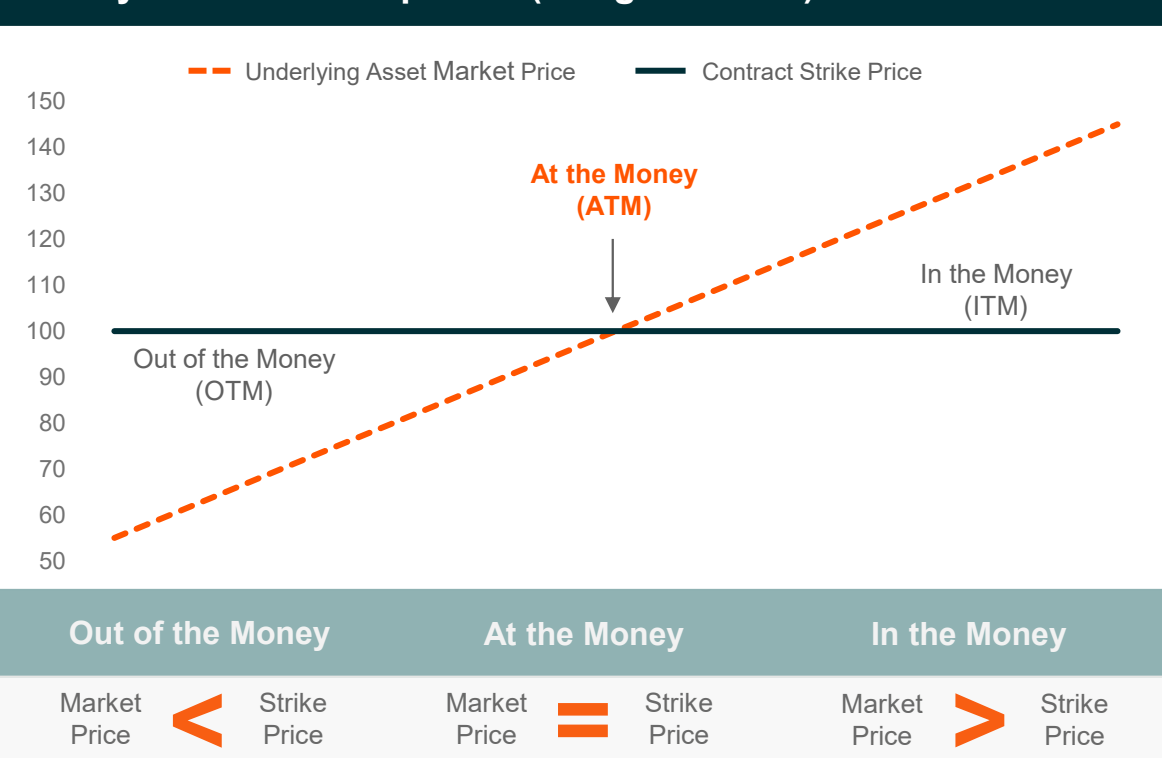 Underlying Asset Market Price
Contract Strike Price
150
140
130
120
110
100
90
80
70
60
50
At the Money
(ATM)
In the Money
(ITM)
Out of the Money
(OTM)
Out of the Money
At the Money
In the Money
Market
Price
<
Strike
Price
Market
Price
=
Strike
Price
Market
Price
>
Strike
Price